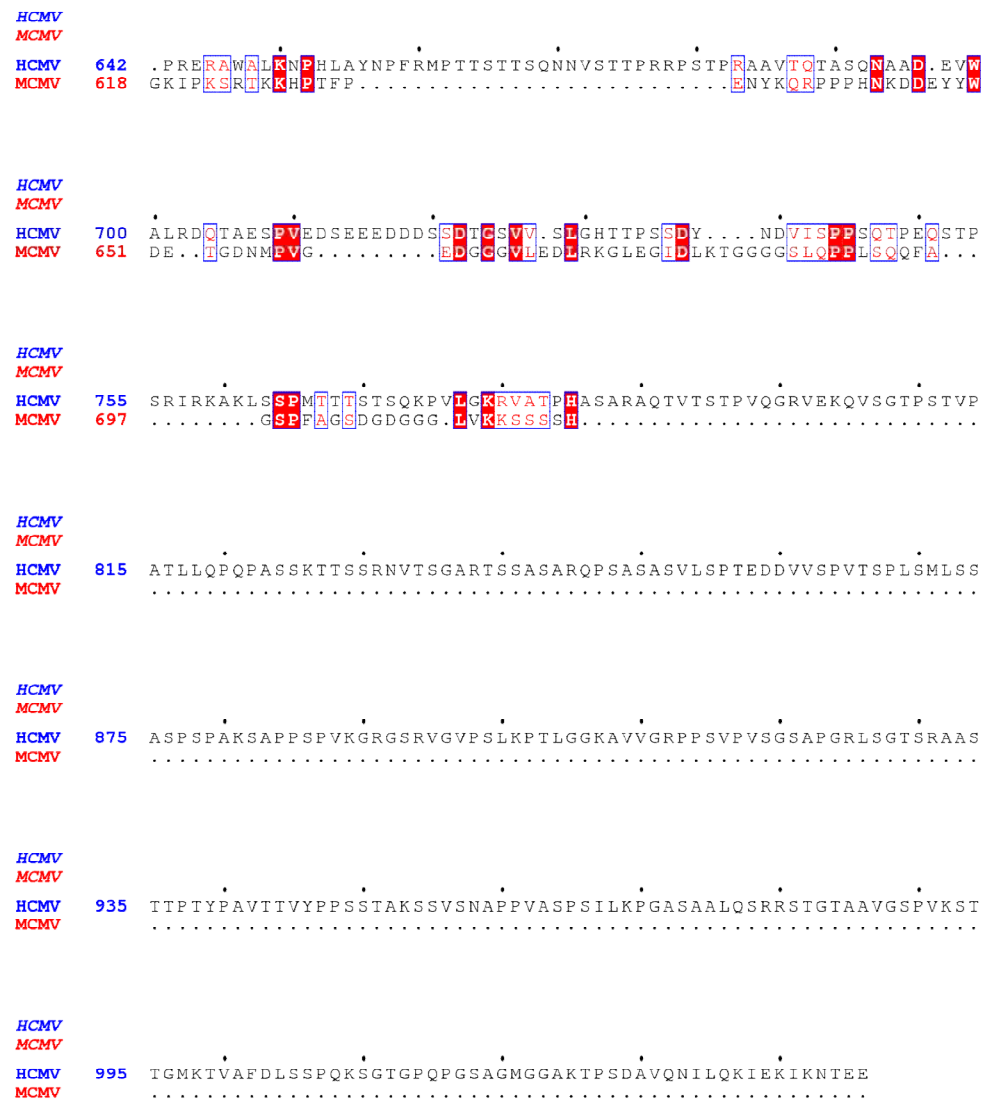 HCMV
MCMV
HCMV 642 .PRERAWALKNPHLAYNPFRMPTTSTTSQNNVSTTPRRPSTPRAAVTQTASQNAAD.EVW
MCMV 618 GKIPKSRTKKHPTFP...........................ENYKQRPPPHNKDDEYYW
HCMV
MCMV
HCMV 700 ALRDQTAESPVEDSEEEDDDSSDTGSVV.SLGHTTPSSDY....NDVISPPSQTPEQSTP
MCMV 651 DE..TGDNMPVG.........EDGGGVLEDLRKGLEGIDLKTGGGGSLQPPLSQQFA...
HCMV
MCMV
HCMV 755 SRIRKAKLSSPMTTTSTSQKPVLGKRVATPHASARAQTVTSTPVQGRVEKQVSGTPSTVP
MCMV 697 ........GSPFAGSDGDGGG.LVKKSSSSH.............................
HCMV
MCMV
HCMV 815 ATLLQPQPASSKTTSSRNVTSGARTSSASARQPSASASVLSPTEDDVVSPVTSPLSMLSS
MCMV ............................................................
HCMV
MCMV
HCMV 875 ASPSPAKSAPPSPVKGRGSRVGVPSLKPTLGGKAVVGRPPSVPVSGSAPGRLSGTSRAAS
MCMV ............................................................
HCMV
MCMV
HCMV 935 TTPTYPAVTTVYPPSSTAKSSVSNAPPVASPSILKPGASAALQSRRSTGTAAVGSPVKST
MCMV ............................................................
HCMV
MCMV
HCMV 995 TGMKTVAFDLSSPQKSGTGPQPGSAGMGGAKTPSDAVQNILQKIEKIKNTEE
MCMV ....................................................